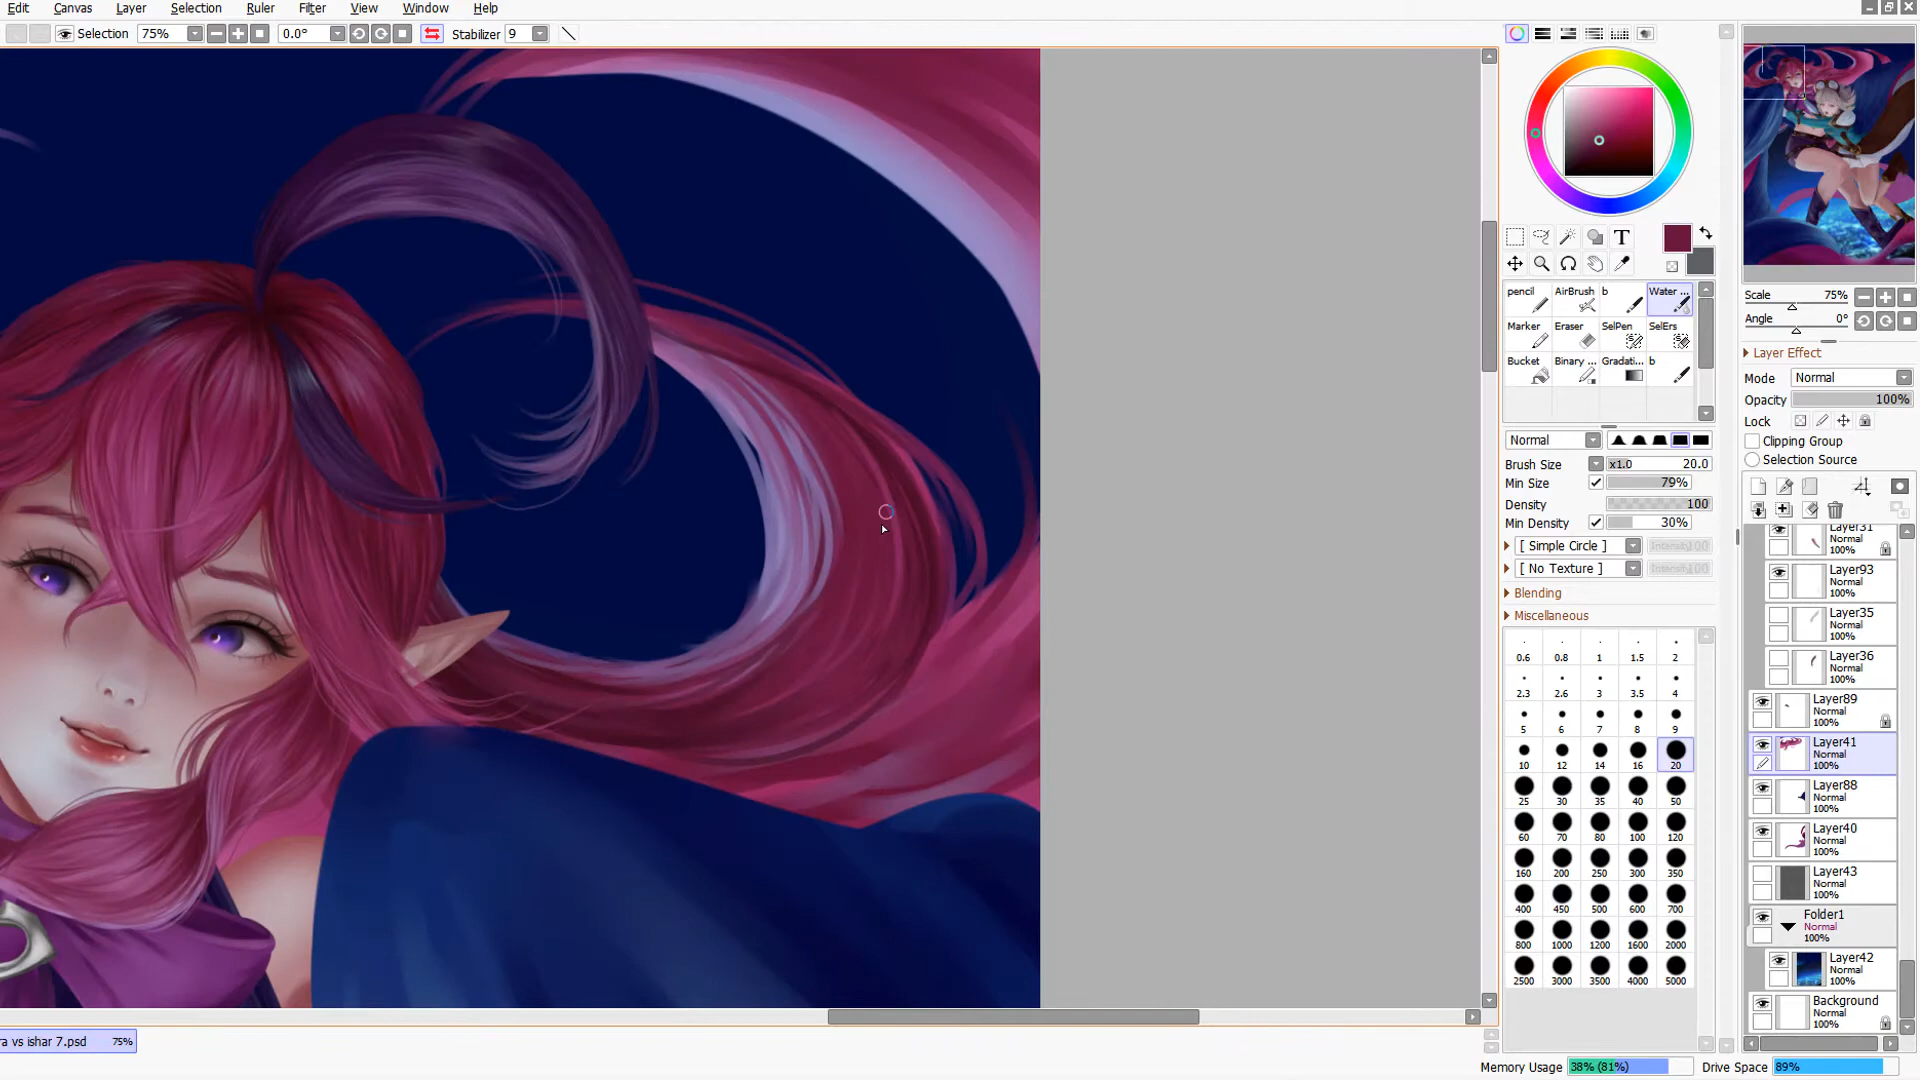 Edit Canvas Layer Selection Ruler Filter View Window Help
Selection 75% 0.0° Stabilizer 9
T
pencil AirBrush b Water ...
Marker Eraser SelPen SelErs
Bucket Binary ... Gradati... b
Normal
Brush Size x1.0 20.0
Min Size 79%
Density 100
Min Density 30%
[ Simple Circle ] Intensity 100
[ No Texture ] Intensity 100
Blending
Miscellaneous
0.6 0.8 1 1.5 2
2.3 2.6 3 3.5 4
5 6 7 8 9
10 12 14 16 20
25 30 35 40 50
60 70 80 100 120
160 200 250 300 350
400 450 500 600 700
800 1000 1200 1600 2000
2500 3000 3500 4000 5000
Scale 75%
Angle 0°
Layer Effect
Mode Normal
Opacity 100%
Lock
Clipping Group
Selection Source
Layer31
Normal
100%
Layer93
Normal
100%
Layer35
Normal
100%
Layer36
Normal
100%
Layer89
Normal
100%
Layer41
Normal
100%
Layer88
Normal
100%
Layer40
Normal
100%
Layer43
Normal
100%
Folder1
Normal
100%
Layer42
Normal
100%
Background
Normal
100%
ra vs ishar 7.psd 75%
Memory Usage 38% (81%) Drive Space 89%